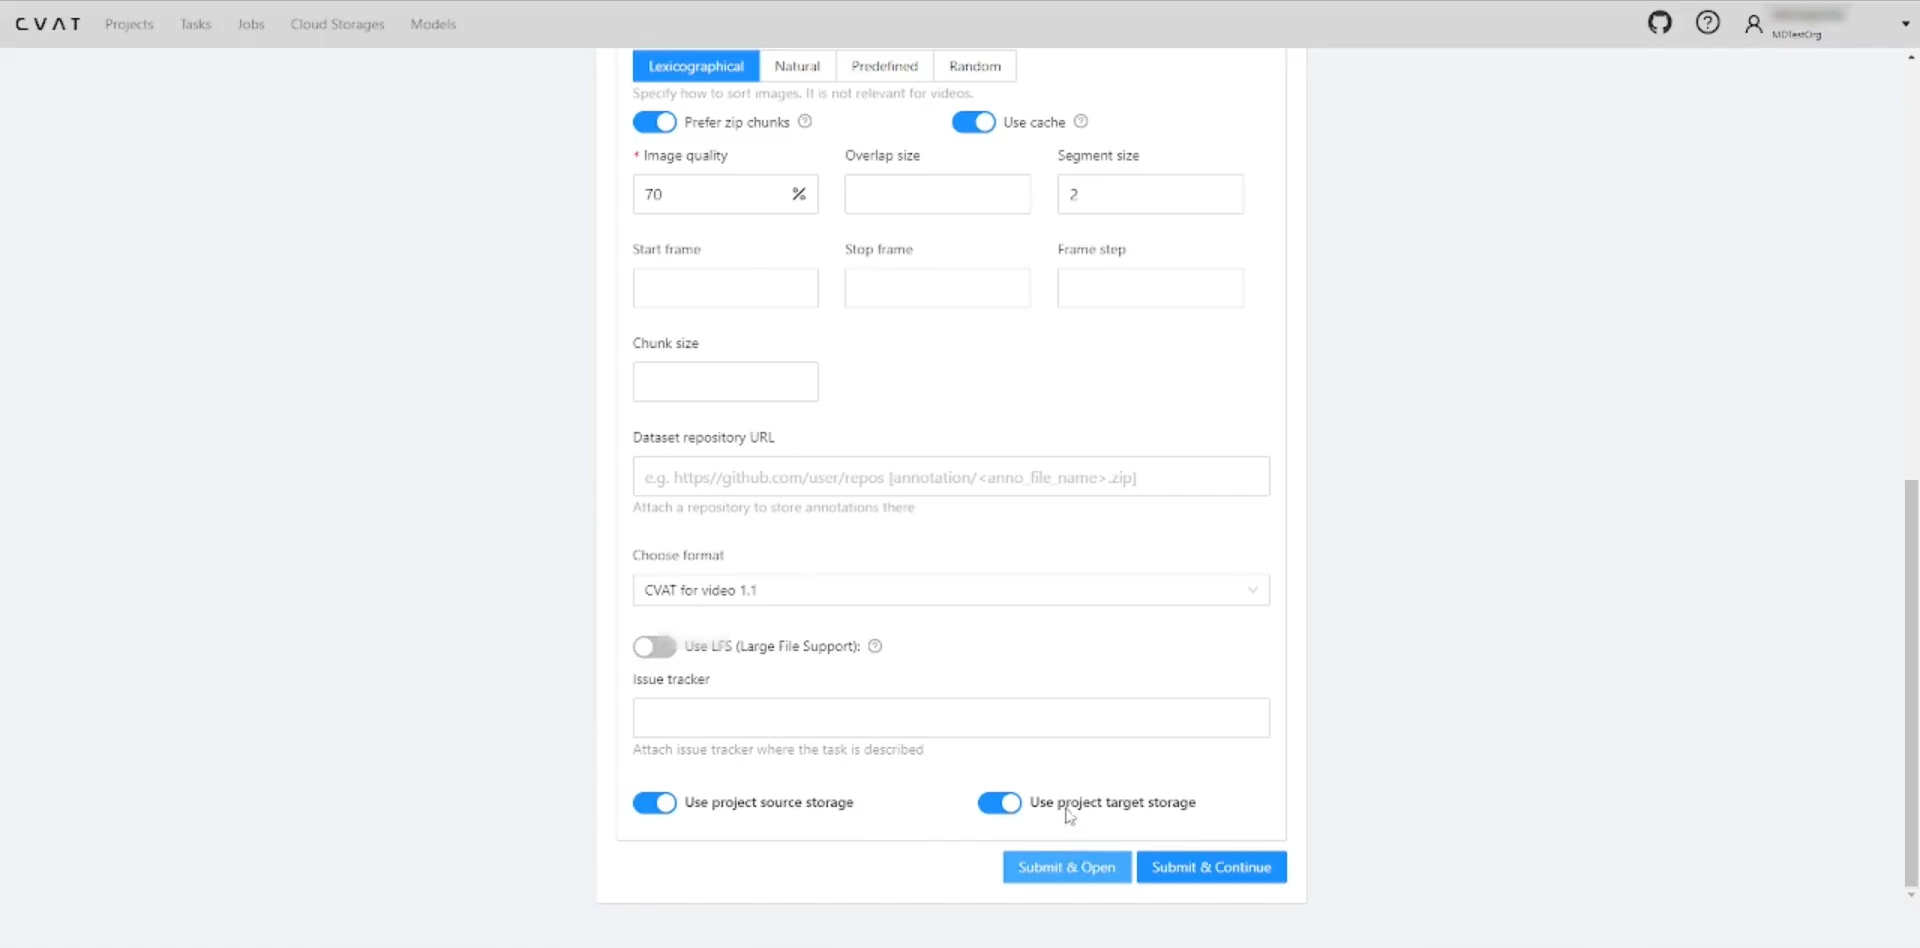 CVAT Projects Tasks Jobs Cloud Storages Models
MDTestOrg
Lexicographical Natural Predefined Random
Specify how to sort images. It is not relevant for videos.
Prefer zip chunks Use cache
* Image quality Overlap size Segment size
70 % 2
Start frame Stop frame Frame step
Chunk size
Dataset repository URL
e.g. https//github.com/user/repos [annotation/<anno_file_name>.zip]
Attach a repository to store annotations there
Choose format
CVAT for video 1.1
Use LFS (Large File Support):
Issue tracker
Attach issue tracker where the task is described
Use project source storage Use project target storage
Submit & Open Submit & Continue